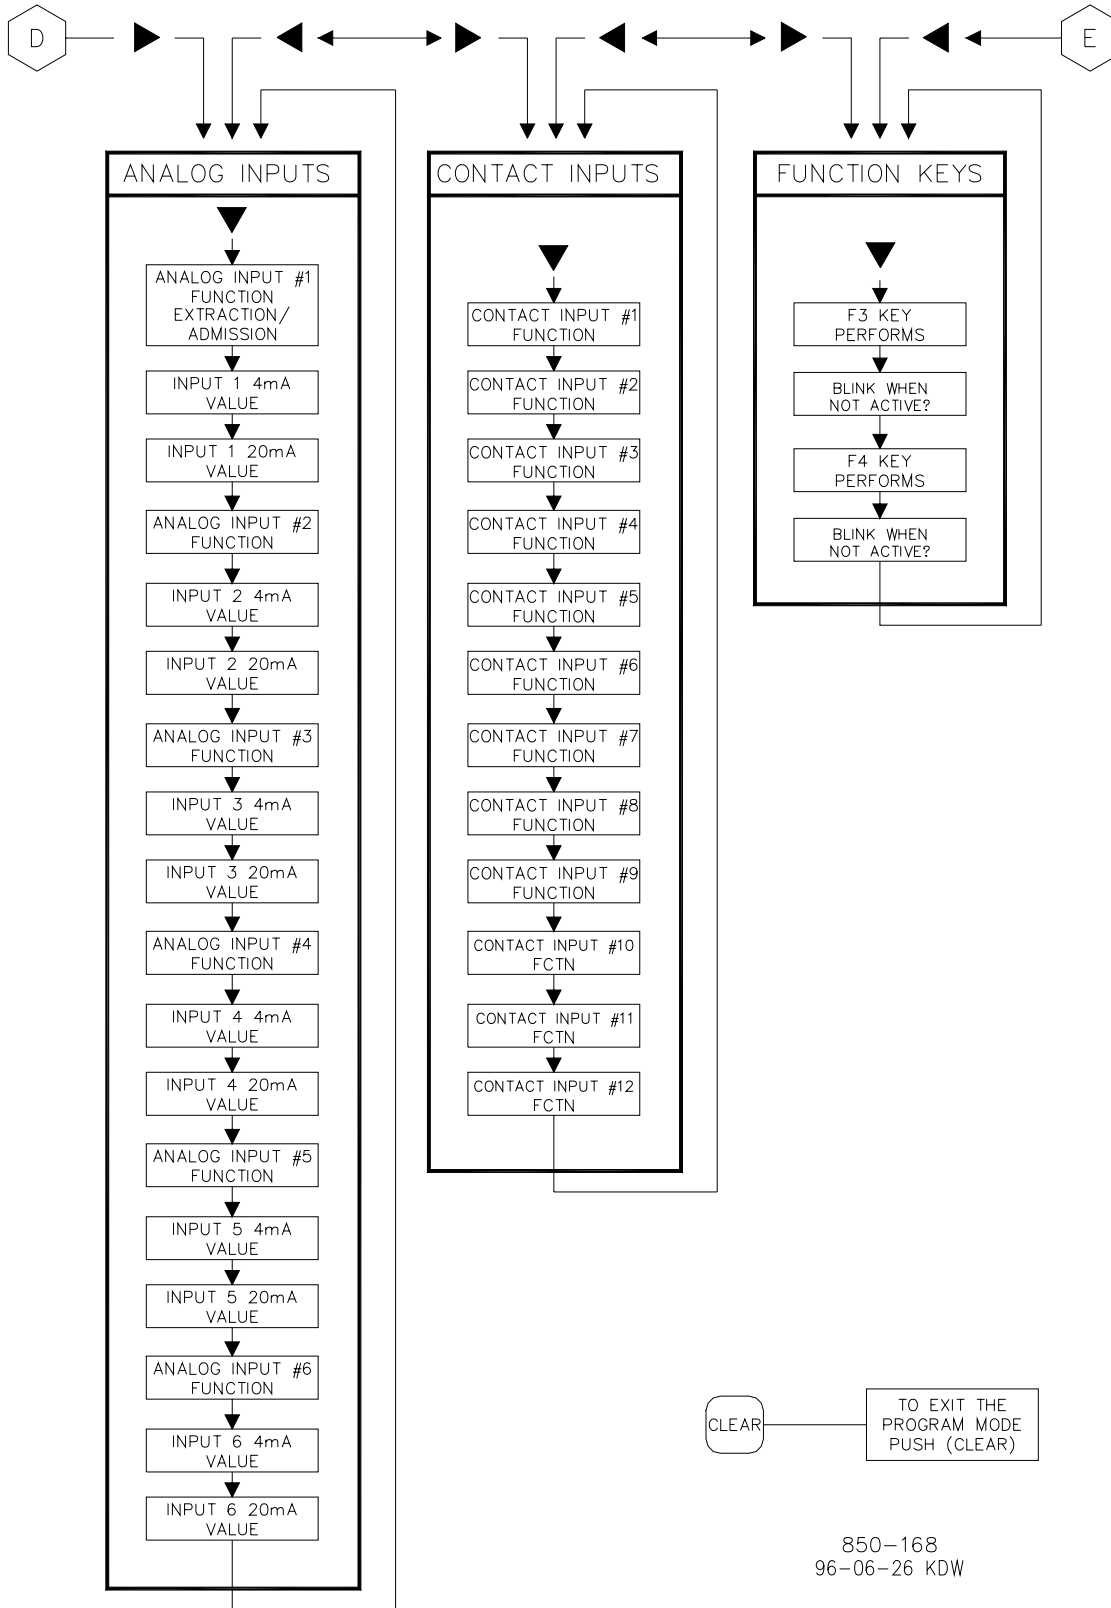 D
E
ANALOG INPUTS
ANALOG INPUT #1
FUNCTION
EXTRACTION/
ADMISSION
INPUT 1 4mA
VALUE
INPUT 1 20mA
VALUE
ANALOG INPUT #2
FUNCTION
INPUT 2 4mA
VALUE
INPUT 2 20mA
VALUE
ANALOG INPUT #3
FUNCTION
INPUT 3 4mA
VALUE
INPUT 3 20mA
VALUE
ANALOG INPUT #4
FUNCTION
INPUT 4 4mA
VALUE
INPUT 4 20mA
VALUE
ANALOG INPUT #5
FUNCTION
INPUT 5 4mA
VALUE
INPUT 5 20mA
VALUE
ANALOG INPUT #6
FUNCTION
INPUT 6 4mA
VALUE
INPUT 6 20mA
VALUE
CONTACT INPUTS
CONTACT INPUT #1
FUNCTION
CONTACT INPUT #2
FUNCTION
CONTACT INPUT #3
FUNCTION
CONTACT INPUT #4
FUNCTION
CONTACT INPUT #5
FUNCTION
CONTACT INPUT #6
FUNCTION
CONTACT INPUT #7
FUNCTION
CONTACT INPUT #8
FUNCTION
CONTACT INPUT #9
FUNCTION
CONTACT INPUT #10
FCTN
CONTACT INPUT #11
FCTN
CONTACT INPUT #12
FCTN
FUNCTION KEYS
F3 KEY
PERFORMS
BLINK WHEN
NOT ACTIVE?
F4 KEY
PERFORMS
BLINK WHEN
NOT ACTIVE?
CLEAR
TO EXIT THE
PROGRAM MODE
PUSH (CLEAR)
850-168
96-06-26 KDW